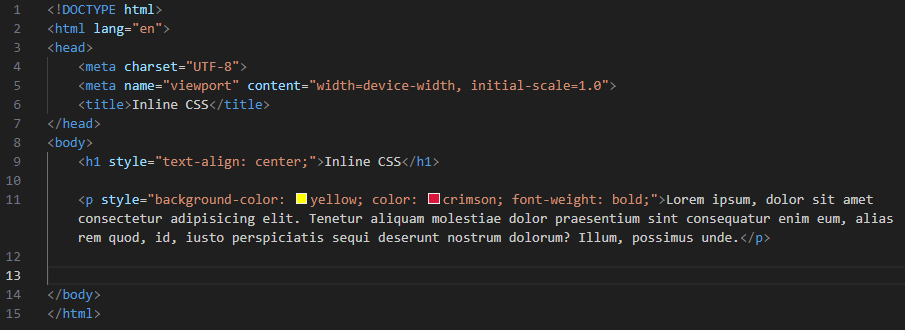 1 <!DOCTYPE html>
2 <html lang="en">
3 <head>
4     <meta charset="UTF-8">
5     <meta name="viewport" content="width=device-width, initial-scale=1.0">
6     <title>Inline CSS</title>
7 </head>
8 <body>
9     <h1 style="text-align: center;">Inline CSS</h1>
10
11     <p style="background-color: yellow; color: crimson; font-weight: bold;">Lorem ipsum, dolor sit amet
    consectetur adipisicing elit. Tenetur aliquam molestiae dolor praesentium sint consequatur enim eum, alias
    rem quod, id, iusto perspiciatis sequi deserunt nostrum dolorum? Illum, possimus unde.</p>
12
13
14 </body>
15 </html>